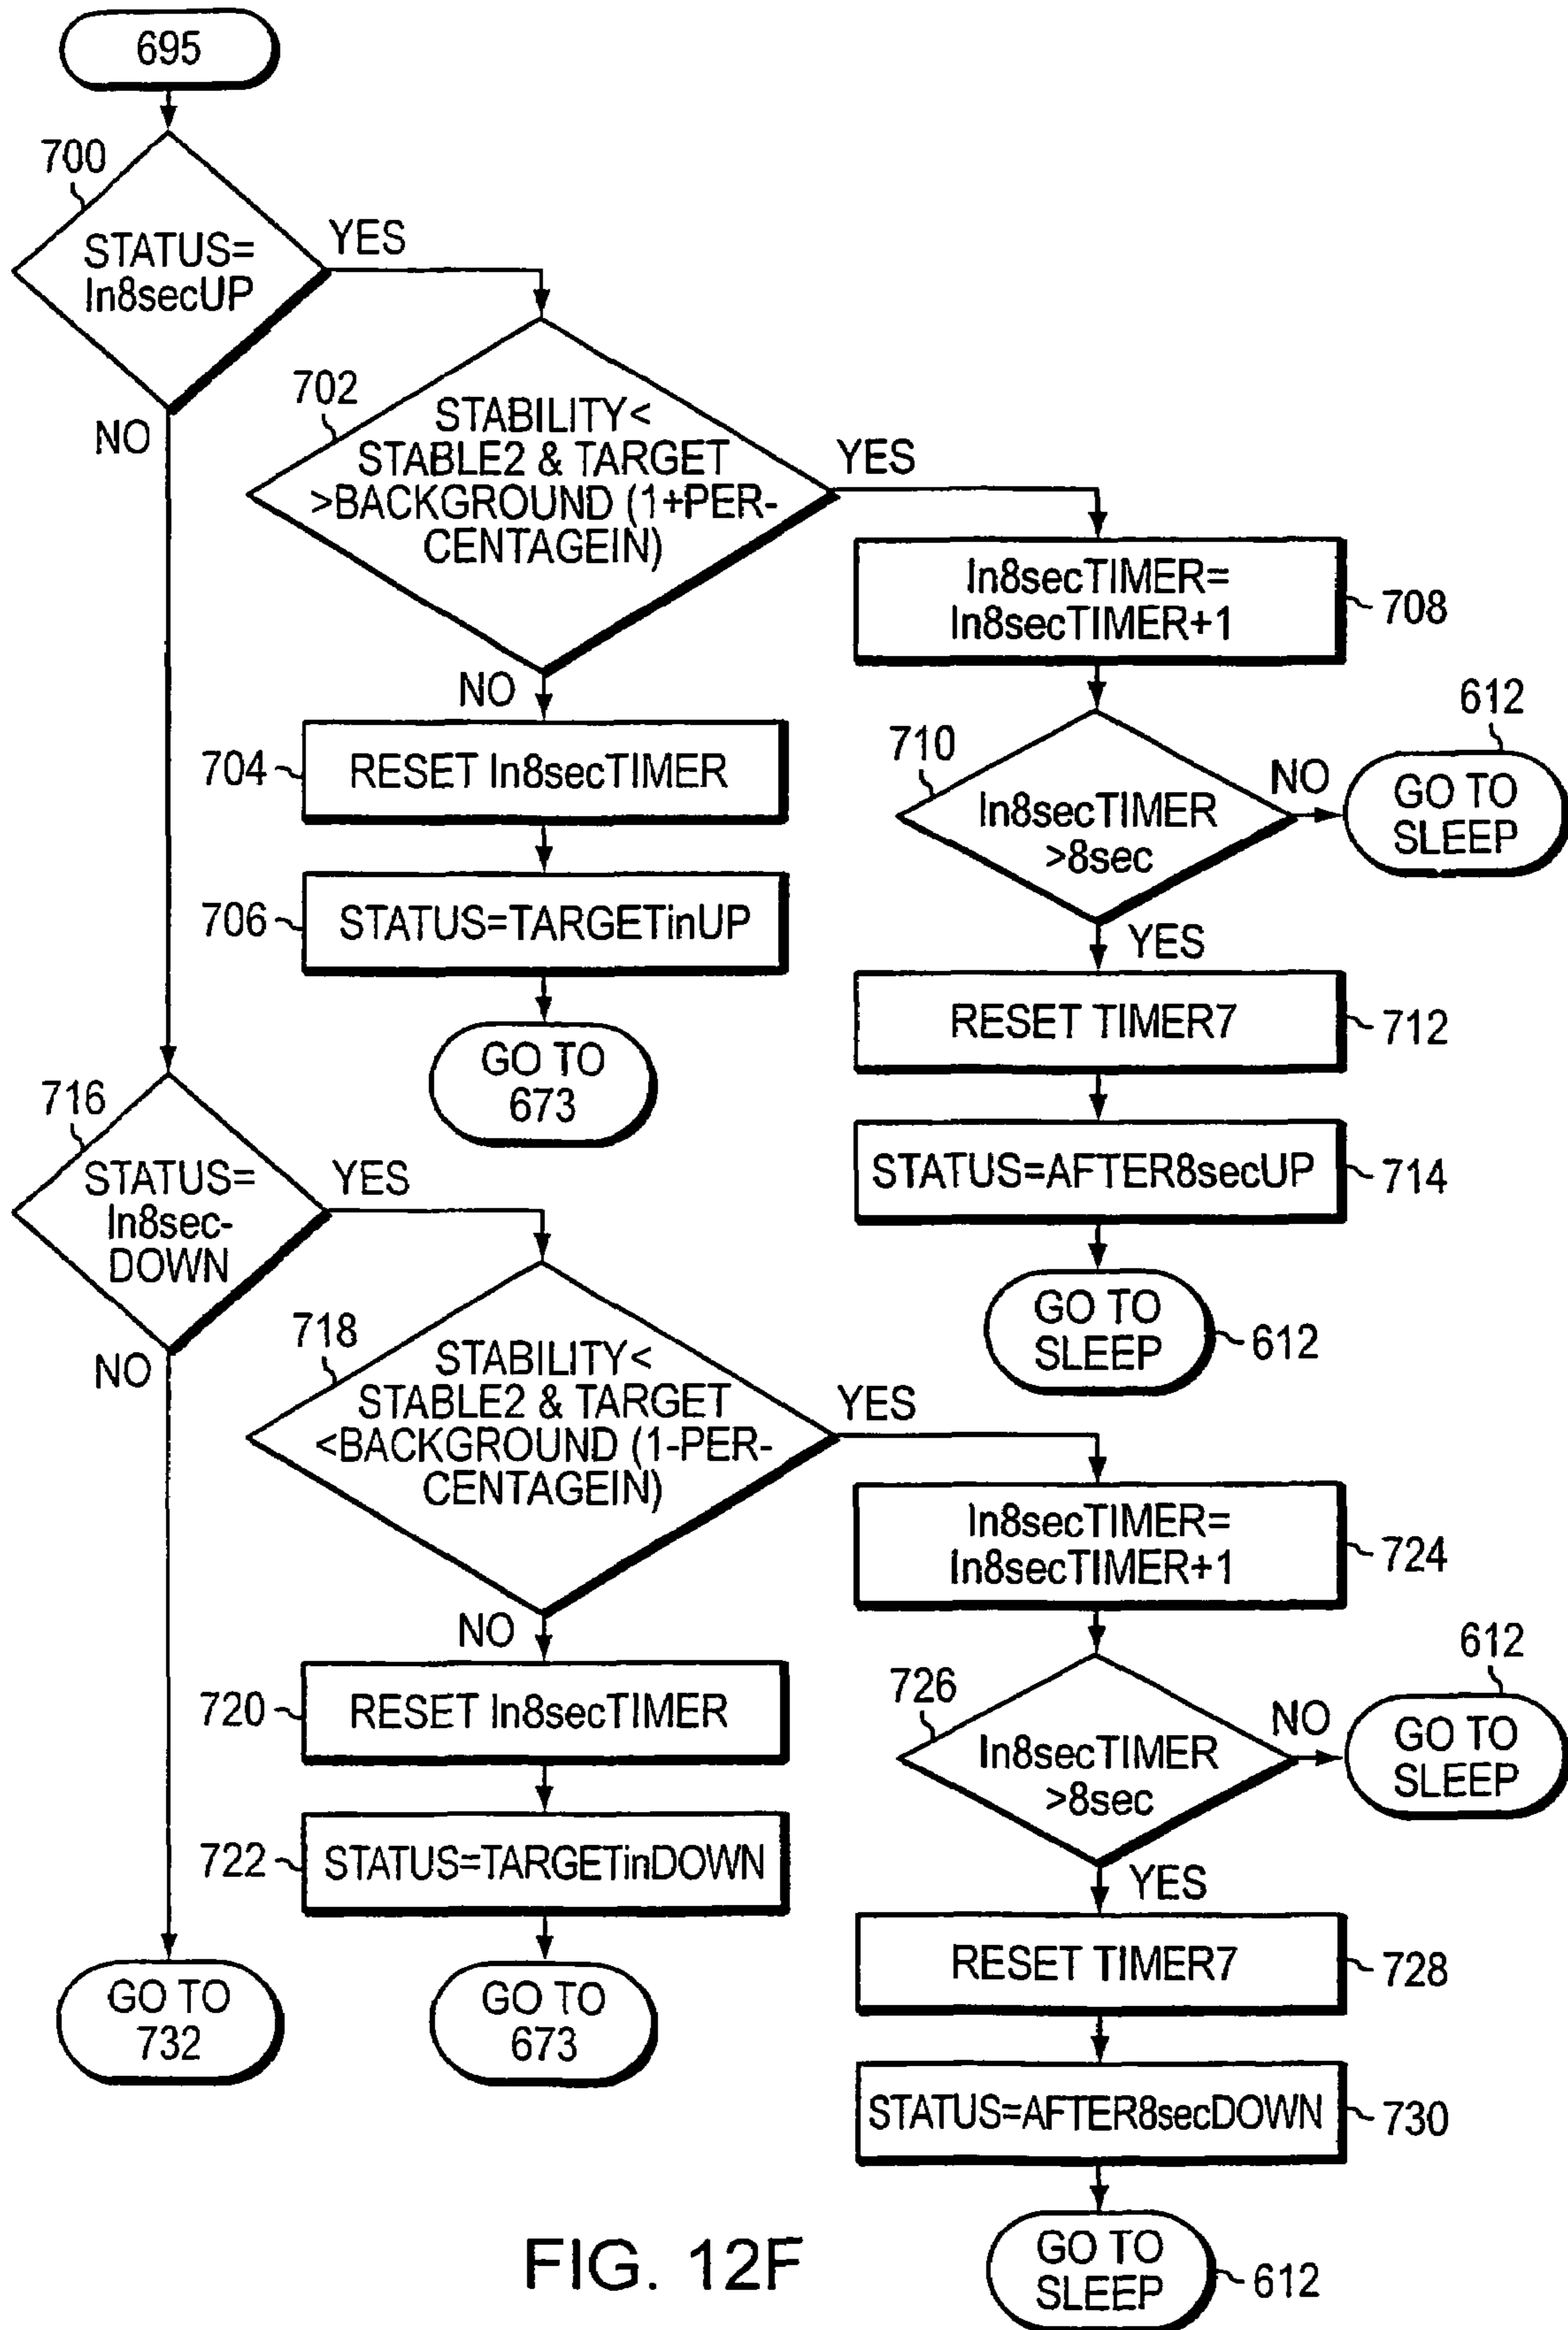 695
700
STATUS=
In8secUP
YES
NO
702
STABILITY<
STABLE2 & TARGET
>BACKGROUND (1+PER-
CENTAGEIN)
YES
NO
704
RESET In8secTIMER
706
STATUS=TARGETinUP
GO TO
673
In8secTIMER=
In8secTIMER+1
708
710
In8secTIMER
>8sec
NO
612
GO TO
SLEEP
YES
RESET TIMER7
712
STATUS=AFTER8secUP
714
GO TO
SLEEP
612
716
STATUS=
In8sec-
DOWN
YES
NO
718
STABILITY<
STABLE2 & TARGET
<BACKGROUND (1-PER-
CENTAGEIN)
YES
NO
720
RESET In8secTIMER
722
STATUS=TARGETinDOWN
GO TO
673
GO TO
732
In8secTIMER=
In8secTIMER+1
724
726
In8secTIMER
>8sec
NO
612
GO TO
SLEEP
YES
RESET TIMER7
728
STATUS=AFTER8secDOWN
730
GO TO
SLEEP
612
FIG. 12F